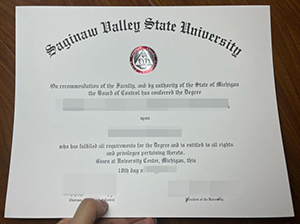 Saginaw Valley State University
On recommendation of the Faculty, and by authority of the State of Michigan
the Board of Control has conferred the Degree
upon
who has fulfilled all requirements for the Degree and is entitled to all rights
and privileges pertaining thereto.
Given at University Center, Michigan, this
10th day of
President of the University